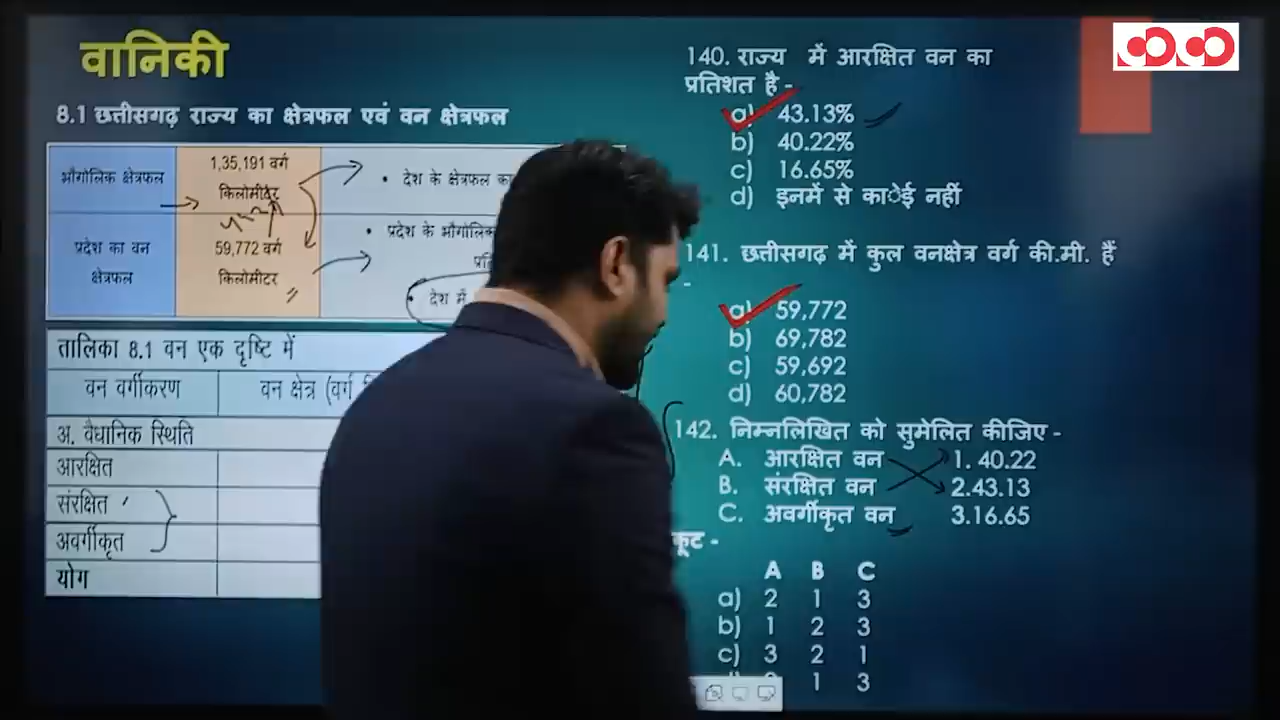 वानिकी
8.1 छत्तीसगढ़ राज्य का क्षेत्रफल एवं वन क्षेत्रफल
भौगोलिक क्षेत्रफल
1,35,191 वर्ग
किलोमीटर
देश के क्षेत्रफल का
प्रदेश का वन
क्षेत्रफल
59,772 वर्ग
किलोमीटर
प्रदेश के
देश में
तालिका 8.1 वन एक दृष्टि में
वन वर्गीकरण
वन क्षेत्र (वर्ग
अ. वैधानिक स्थिति
आरक्षित
संरक्षित
अवर्गीकृत
योग
140. राज्य में आरक्षित वन का
प्रतिशत है -
a) 43.13%
b) 40.22%
c) 16.65%
d) इनमें से काेई नहीं
141. छत्तीसगढ़ में कुल वनक्षेत्र वर्ग की.मी. हैं
-
a) 59,772
b) 69,782
c) 59,692
d) 60,782
142. निम्नलिखित को सुमेलित कीजिए -
A. आरक्षित वन 1. 40.22
B. संरक्षित वन 2.43.13
C. अवर्गीकृत वन 3.16.65
कूट -
A B C
a) 2 1 3
b) 1 2 3
c) 3 2 1
1 3